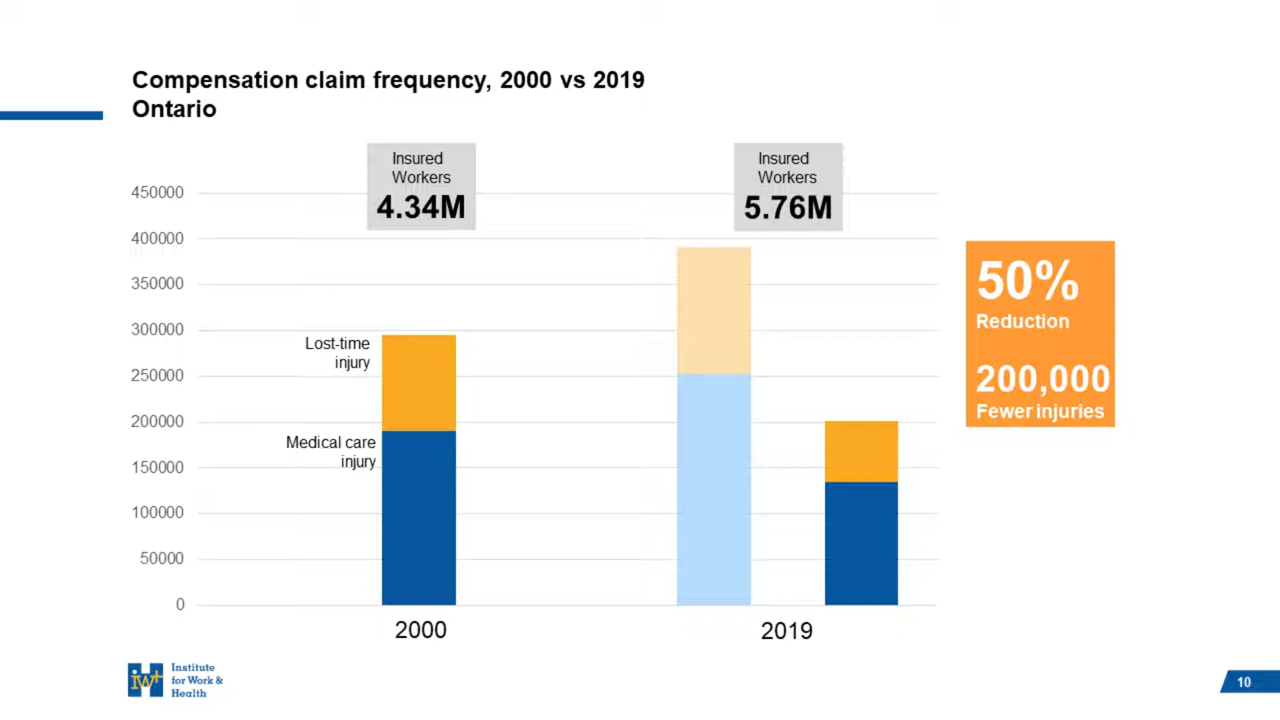 Compensation claim frequency, 2000 vs 2019
Ontario
Insured
Workers
4.34M
Insured
Workers
5.76M
450000
400000
350000
300000
250000
200000
150000
100000
50000
0
Lost-time
injury
Medical care
injury
50%
Reduction
200,000
Fewer injuries
2000
2019
iw+
Institute
for Work &
Health
10